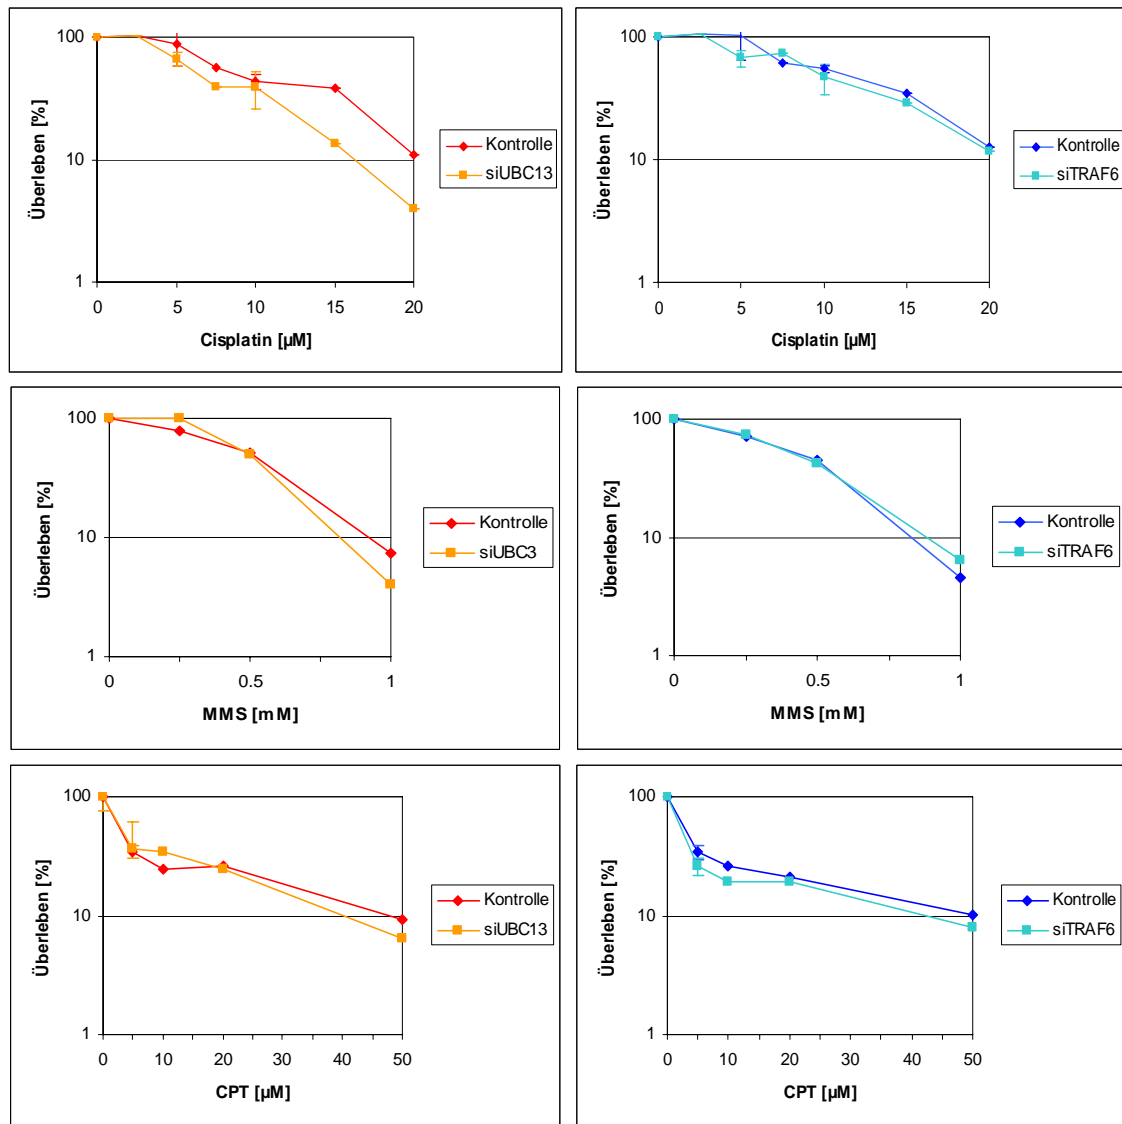 100
10
1
0 5 10 15 20
Überleben [%]
Cisplatin [µM]
Kontrolle
siUBC13
100
10
1
0 5 10 15 20
Überleben [%]
Cisplatin [µM]
Kontrolle
siTRAF6
100
10
1
0 0.5 1
Überleben [%]
MMS [mM]
Kontrolle
siUBC3
100
10
1
0 0.5 1
Überleben [%]
MMS [mM]
Kontrolle
siTRAF6
100
10
1
0 10 20 30 40 50
Überleben [%]
CPT [µM]
Kontrolle
siUBC13
100
10
1
0 10 20 30 40 50
Überleben [%]
CPT [µM]
Kontrolle
siTRAF6